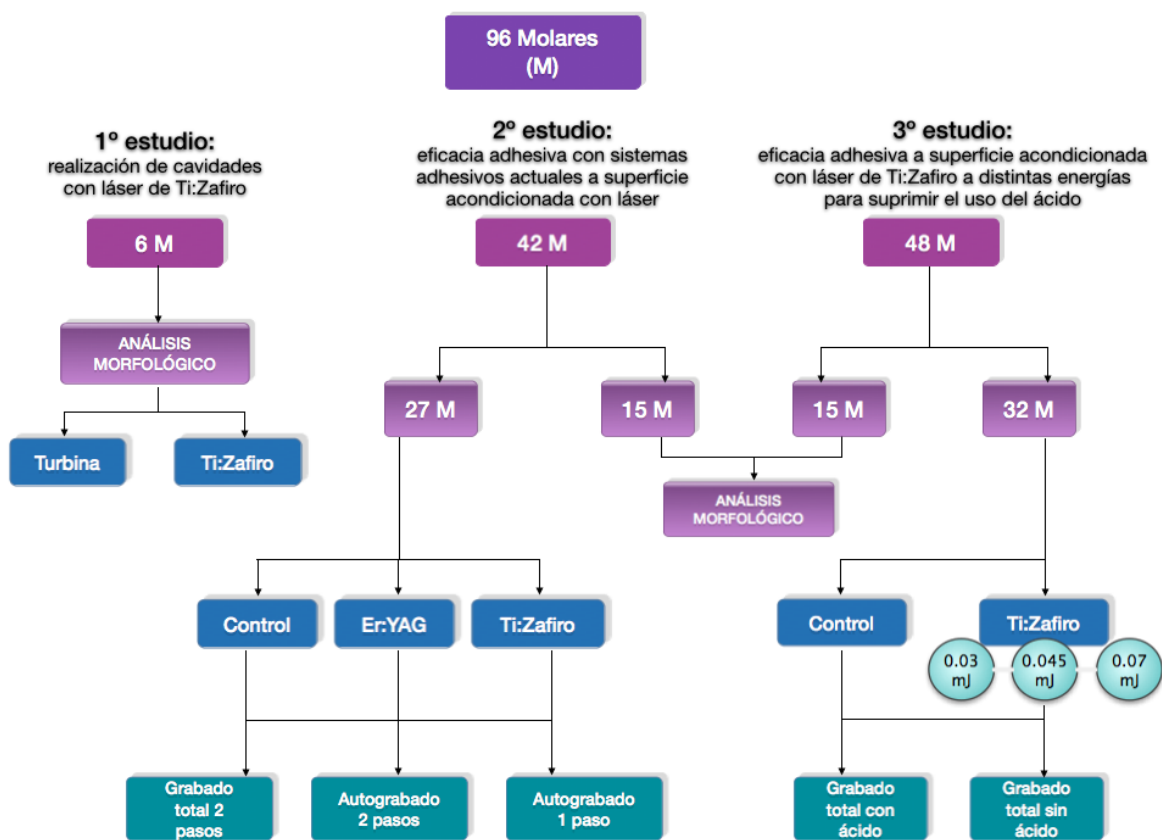 96 Molares
(M)
1º estudio:
realización de cavidades
con láser de Ti:Zafiro
2º estudio:
eficacia adhesiva con sistemas
adhesivos actuales a superficie
acondicionada con láser
3º estudio:
eficacia adhesiva a superficie acondicionada
con láser de Ti:Zafiro a distintas energías
para suprimir el uso del ácido
6 M
42 M
48 M
ANÁLISIS
MORFOLÓGICO
27 M
15 M
15 M
32 M
Turbina
Ti:Zafiro
ANÁLISIS
MORFOLÓGICO
Control
Er:YAG
Ti:Zafiro
Control
Ti:Zafiro
0.03
mJ
0.045
mJ
0.07
mJ
Grabado
total 2
pasos
Autograbado
2 pasos
Autograbado
1 paso
Grabado
total con
ácido
Grabado
total sin
ácido